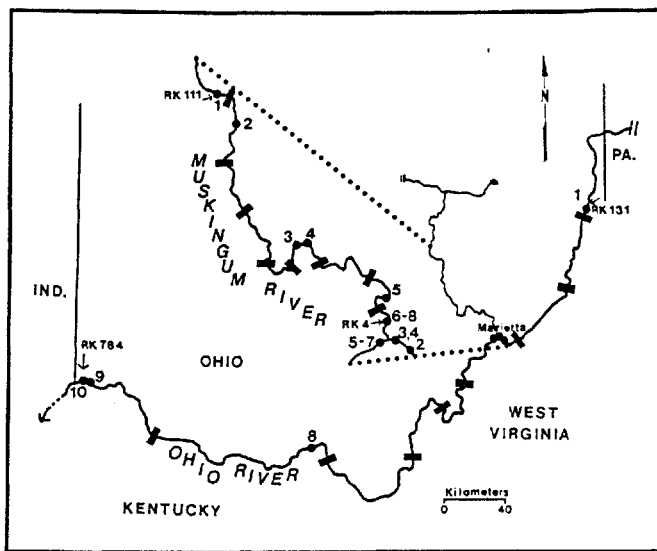 RK 111
1
2
N
PA.
1
RK 131
MUSKINGUM
RIVER
3 4
5
6-8
RK 4
5-7
3,4
2
Marietta
IND.
RK 784
OHIO
10 9
8
WEST
VIRGINIA
OHIO RIVER
Kilometers
0 40
KENTUCKY